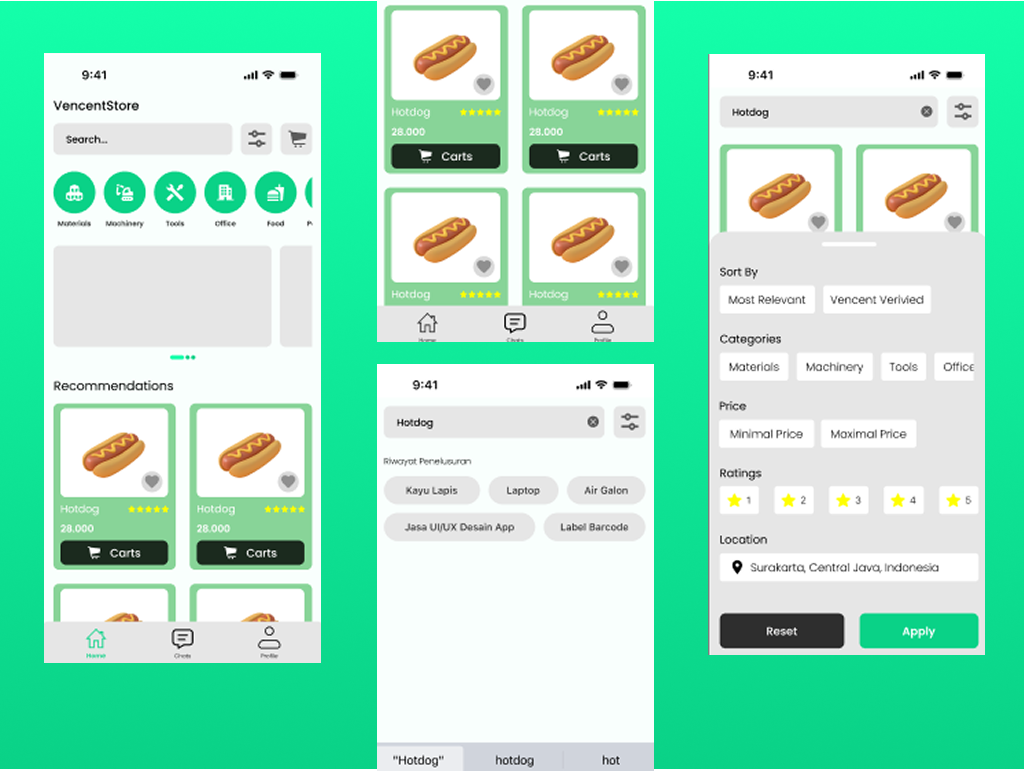 9:41
VencentStore
Search...
Materials Machinery Tools Office Food
Recommendations
Hotdog Hotdog
28.000 28.000
Carts Carts
Home Chats Profile
Hotdog Hotdog
28.000 28.000
Carts Carts
Hotdog Hotdog
Home Chats Profile
9:41
Hotdog
Riwayat Penelusuran
Kayu Lapis Laptop Air Galon
Jasa UI/UX Desain App Label Barcode
"Hotdog" hotdog hot
9:41
Hotdog
Sort By
Most Relevant Vencent Verivied
Categories
Materials Machinery Tools Office
Price
Minimal Price Maximal Price
Ratings
1 2 3 4 5
Location
Surakarta, Central Java, Indonesia
Reset Apply